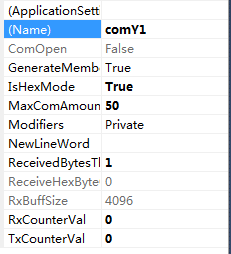 (ApplicationSett
(Name) comY1
ComOpen False
GenerateMembe True
IsHexMode True
MaxComAmoun 50
Modifiers Private
NewLineWord
ReceivedBytesTl 1
ReceiveHexByte 0
RxBuffSize 4096
RxCounterVal 0
TxCounterVal 0